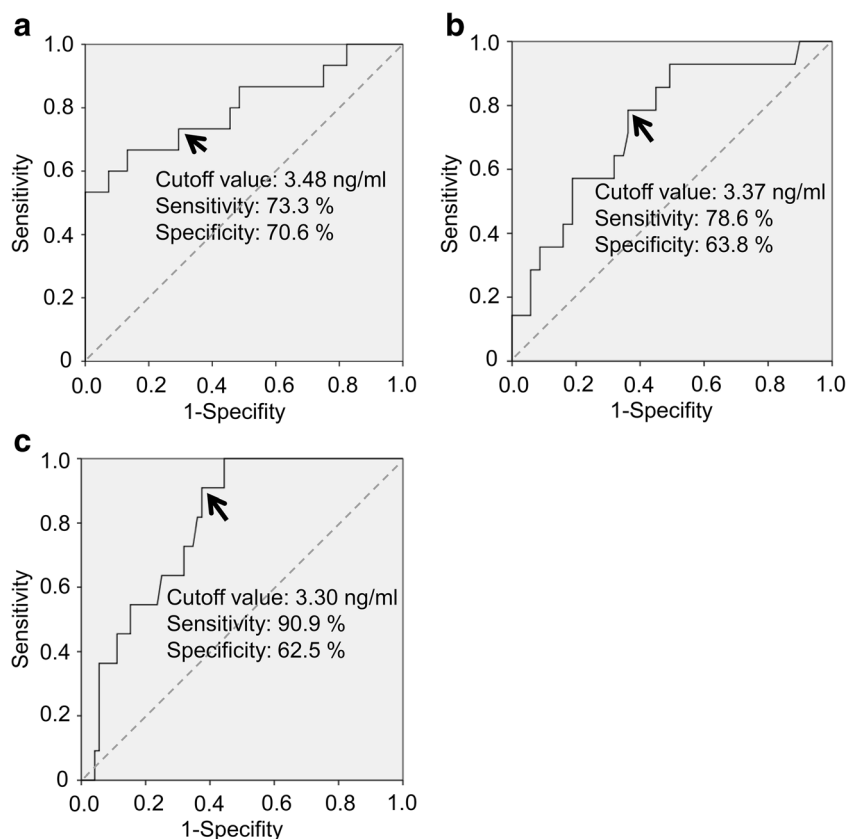 a
1.0
0.8
0.6
0.4
0.2
0
Sensitivity
Cutoff value: 3.48 ng/ml
Sensitivity: 73.3 %
Specificity: 70.6 %
0.0 0.2 0.4 0.6 0.8 1.0
1-Specifity
b
1.0
0.8
0.6
0.4
0.2
0
Sensitivity
Cutoff value: 3.37 ng/ml
Sensitivity: 78.6 %
Specificity: 63.8 %
0.0 0.2 0.4 0.6 0.8 1.0
1-Specifity
c
1.0
0.8
0.6
0.4
0.2
0
Sensitivity
Cutoff value: 3.30 ng/ml
Sensitivity: 90.9 %
Specificity: 62.5 %
0.0 0.2 0.4 0.6 0.8 1.0
1-Specifity